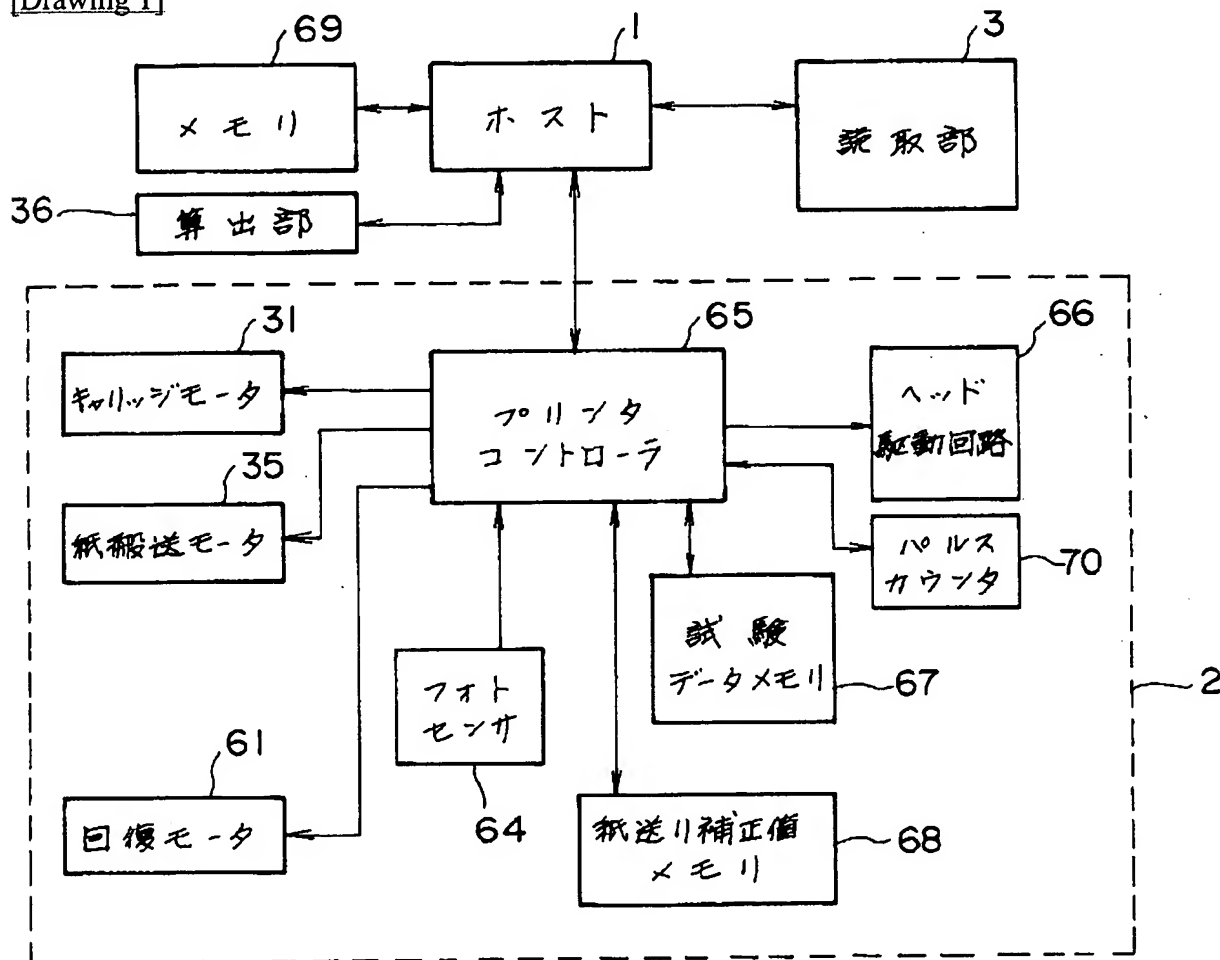 [Drawing 1]
69
1
3
メモリ
ホスト
読取部
36
算出部
31
65
66
キャリッジモータ
プリンタ
コントローラ
ヘッド
駆動回路
35
紙搬送モータ
パルス
カウンタ
70
試験
データメモリ
67
フォト
センサ
64
2
61
回復モータ
紙送り補正値
メモリ
68